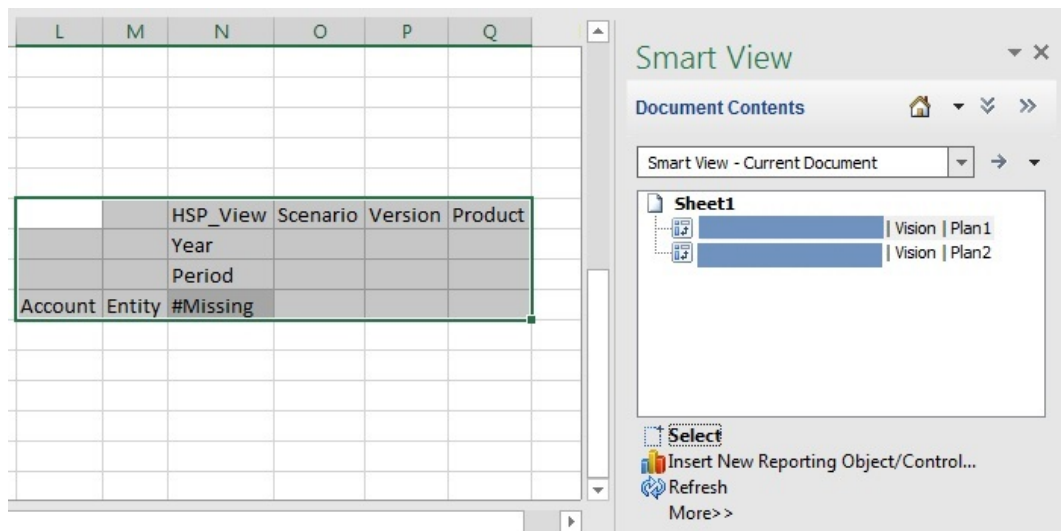 L M N O P Q
HSP_View Scenario Version Product
Year
Period
Account Entity #Missing
Smart View
Document Contents
Smart View - Current Document
Sheet1
| Vision | Plan1
| Vision | Plan2
Select
Insert New Reporting Object/Control...
Refresh
More>>